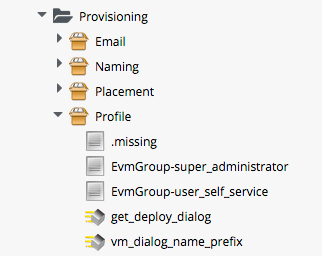 Provisioning
Email
Naming
Placement
Profile
.missing
EvmGroup-super_administrator
EvmGroup-user_self_service
get_deploy_dialog
vm_dialog_name_prefix